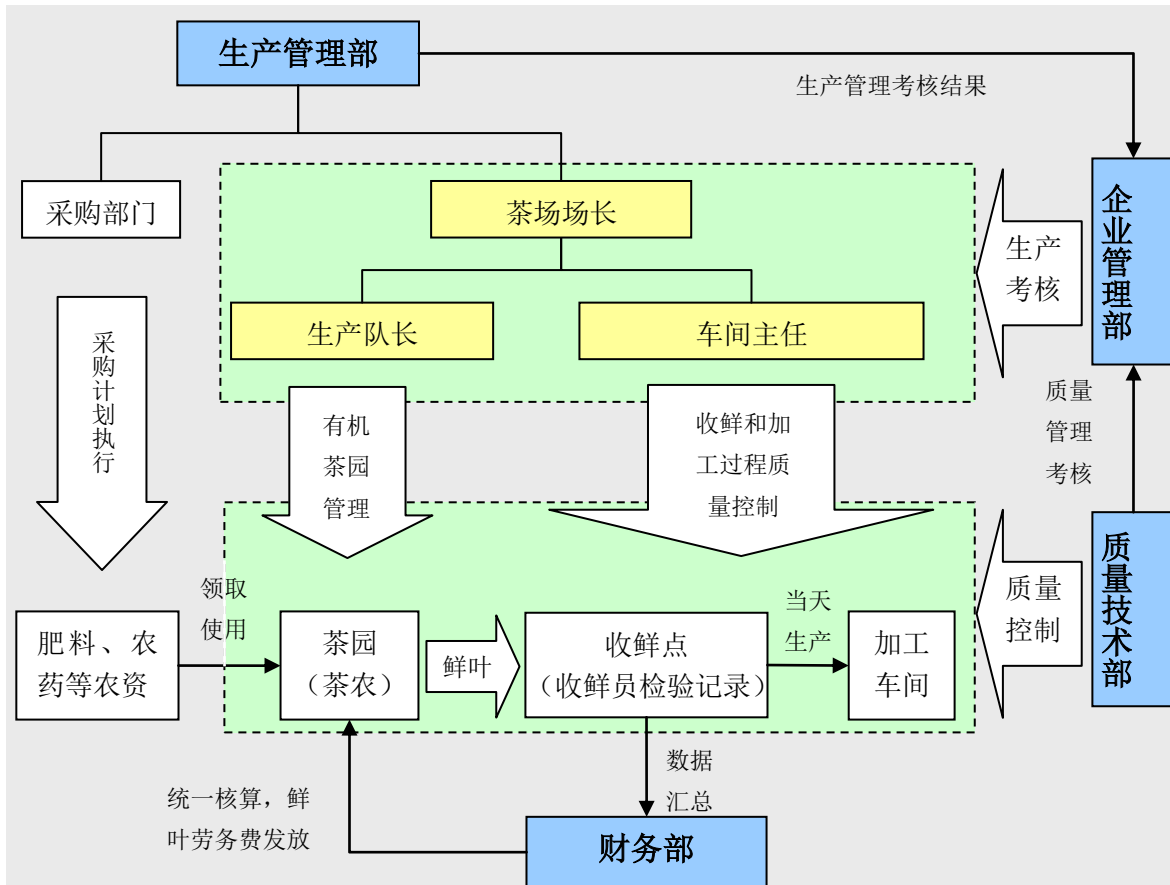 生产管理部
生产管理考核结果
采购部门
茶场场长
生产队长
车间主任
生产
考核
企业管理部
采购计划执行
有机
茶园
管理
收鲜和加
工过程质
量控制
质量
管理
考核
领取
使用
肥料、农
药等农资
茶园
（茶农）
鲜叶
收鲜点
（收鲜员检验记录）
当天
生产
加工
车间
质量
控制
质量技术部
统一核算，鲜
叶劳务费发放
数据
汇总
财务部